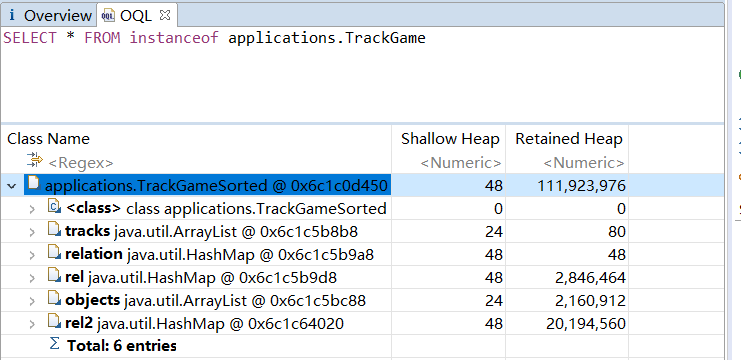 Overview OQL
SELECT * FROM instanceof applications.TrackGame
Class Name Shallow Heap Retained Heap
<Regex> <Numeric> <Numeric>
applications.TrackGameSorted @ 0x6c1c0d450 48 111,923,976
<class> class applications.TrackGameSorted 0 0
tracks java.util.ArrayList @ 0x6c1c5b8b8 24 80
relation java.util.HashMap @ 0x6c1c5b9a8 48 48
rel java.util.HashMap @ 0x6c1c5b9d8 48 2,846,464
objects java.util.ArrayList @ 0x6c1c5bc88 24 2,160,912
rel2 java.util.HashMap @ 0x6c1c64020 48 20,194,560
Σ Total: 6 entries